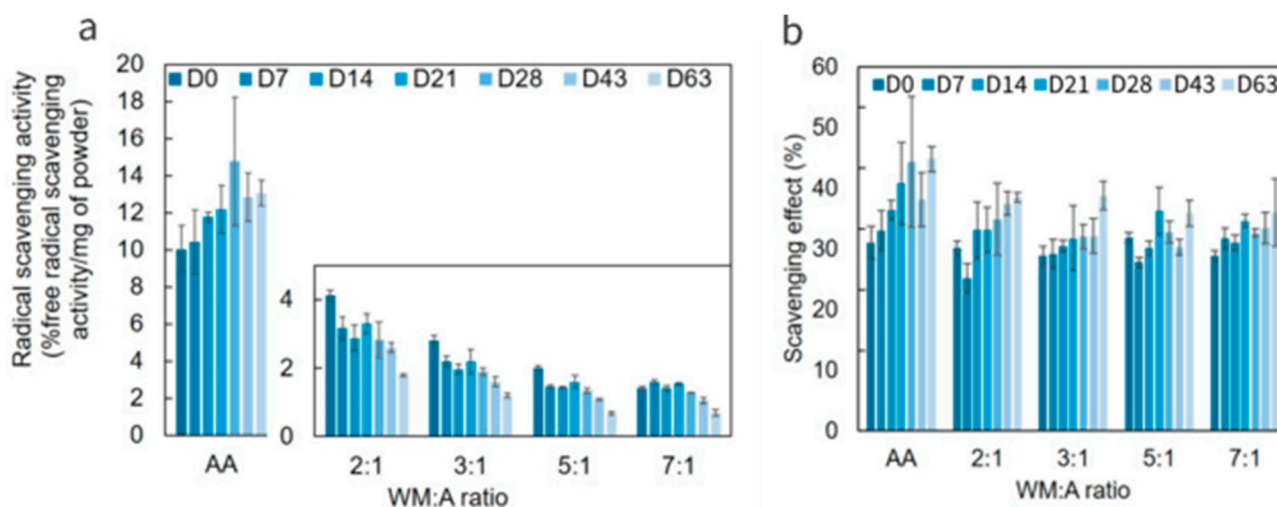 a
Radical scavenging activity
(%free radical scavenging
activity/mg of powder)
20
18
16
14
12
10
8
6
4
2
0
D0 D7 D14 D21 D28 D43 D63
4
2
0
AA 2:1 3:1 5:1 7:1
WM:A ratio
b
Scavenging effect (%)
60
50
40
30
20
10
0
D0 D7 D14 D21 D28 D43 D63
AA 2:1 3:1 5:1 7:1
WM:A ratio